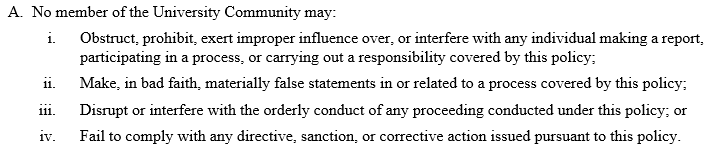 A. No member of the University Community may:
i. Obstruct, prohibit, exert improper influence over, or interfere with any individual making a report,
participating in a process, or carrying out a responsibility covered by this policy;
ii. Make, in bad faith, materially false statements in or related to a process covered by this policy;
iii. Disrupt or interfere with the orderly conduct of any proceeding conducted under this policy; or
iv. Fail to comply with any directive, sanction, or corrective action issued pursuant to this policy.